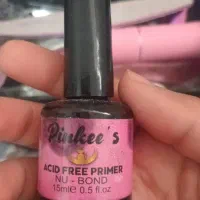 Pinkee's
ACID FREE PRIMER
NU - BOND
15ml℮0.5 fl.oz